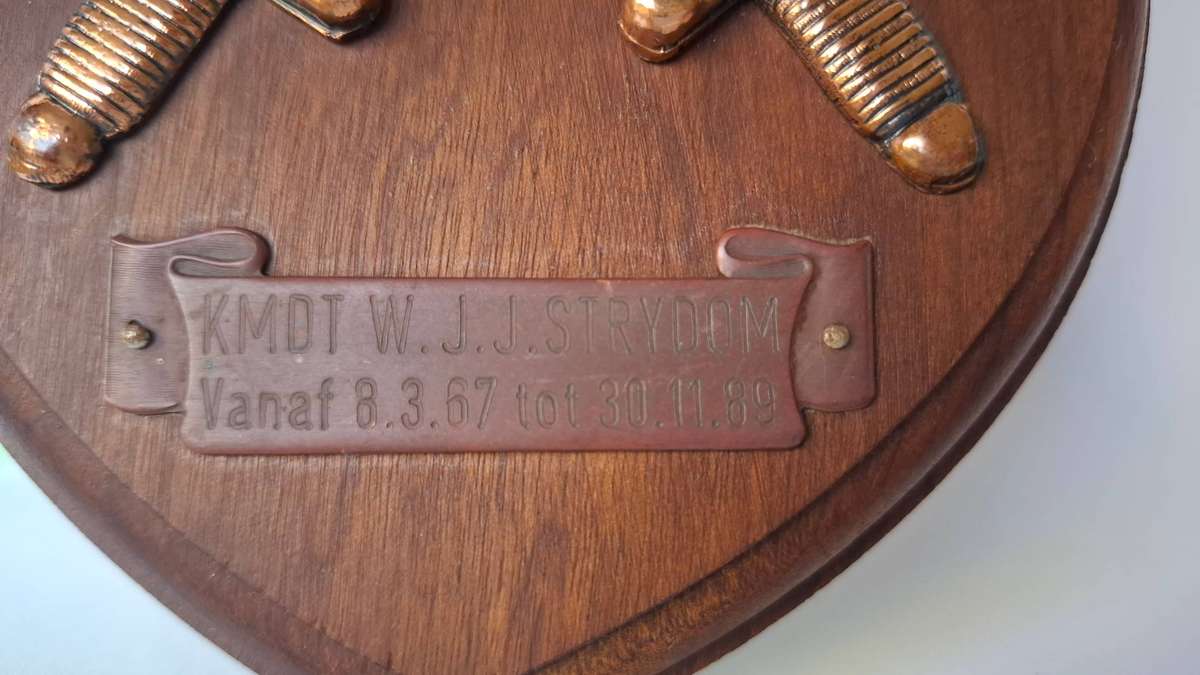 KMDT W.J.J. STRYDOM
Vanaf 8.3.67 tot 30.11.89